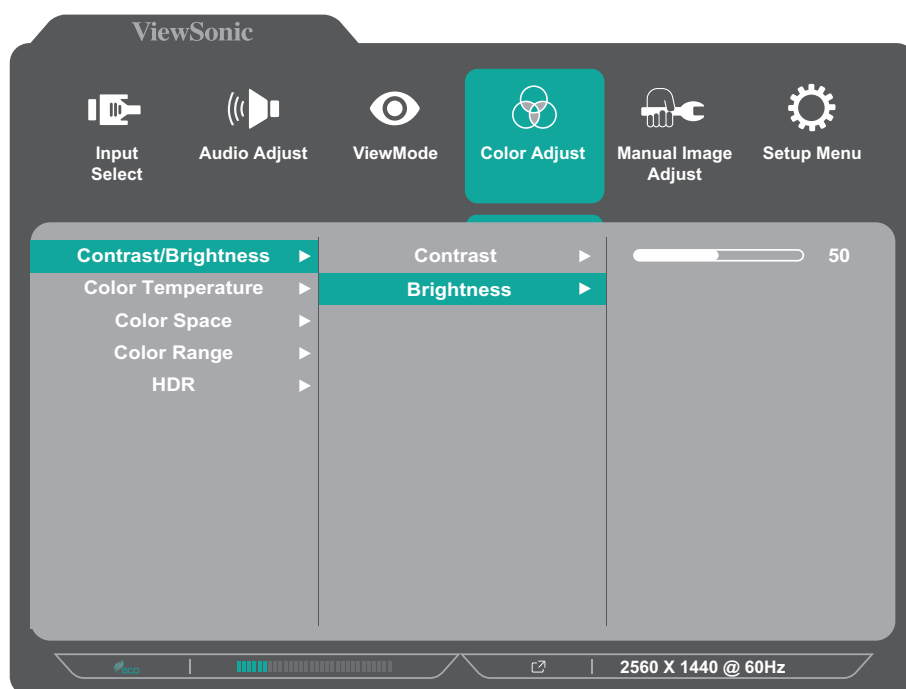 ViewSonic
Input Select
Audio Adjust
ViewMode
Color Adjust
Manual Image Adjust
Setup Menu
Contrast/Brightness
Color Temperature
Color Space
Color Range
HDR
Contrast
Brightness
50
eco
2560 X 1440 @ 60Hz